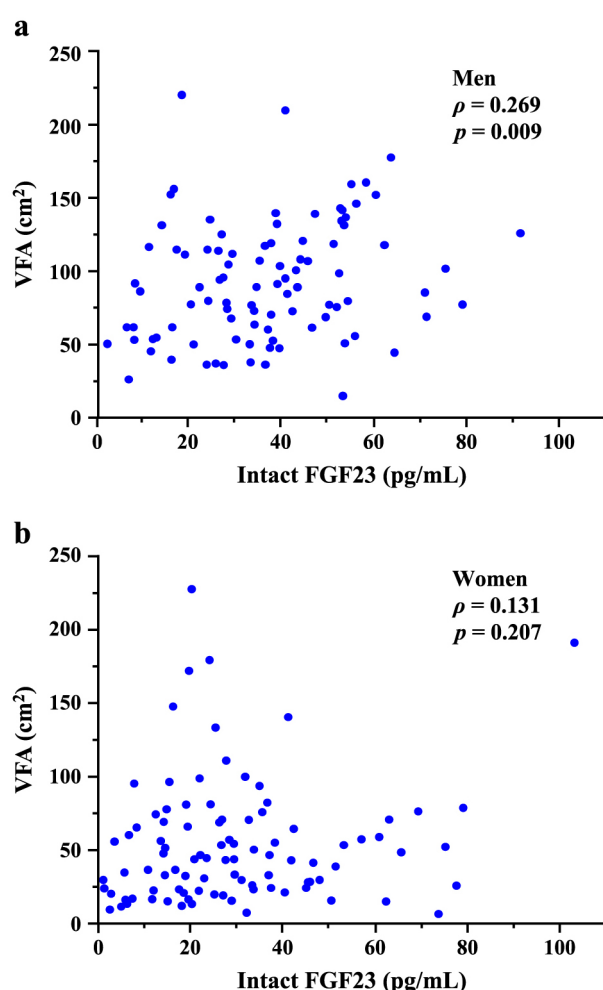 a
250
200
150
100
50
0
VFA (cm²)
Men
ρ = 0.269
p = 0.009
0 20 40 60 80 100
Intact FGF23 (pg/mL)
b
250
200
150
100
50
0
VFA (cm²)
Women
ρ = 0.131
p = 0.207
0 20 40 60 80 100
Intact FGF23 (pg/mL)